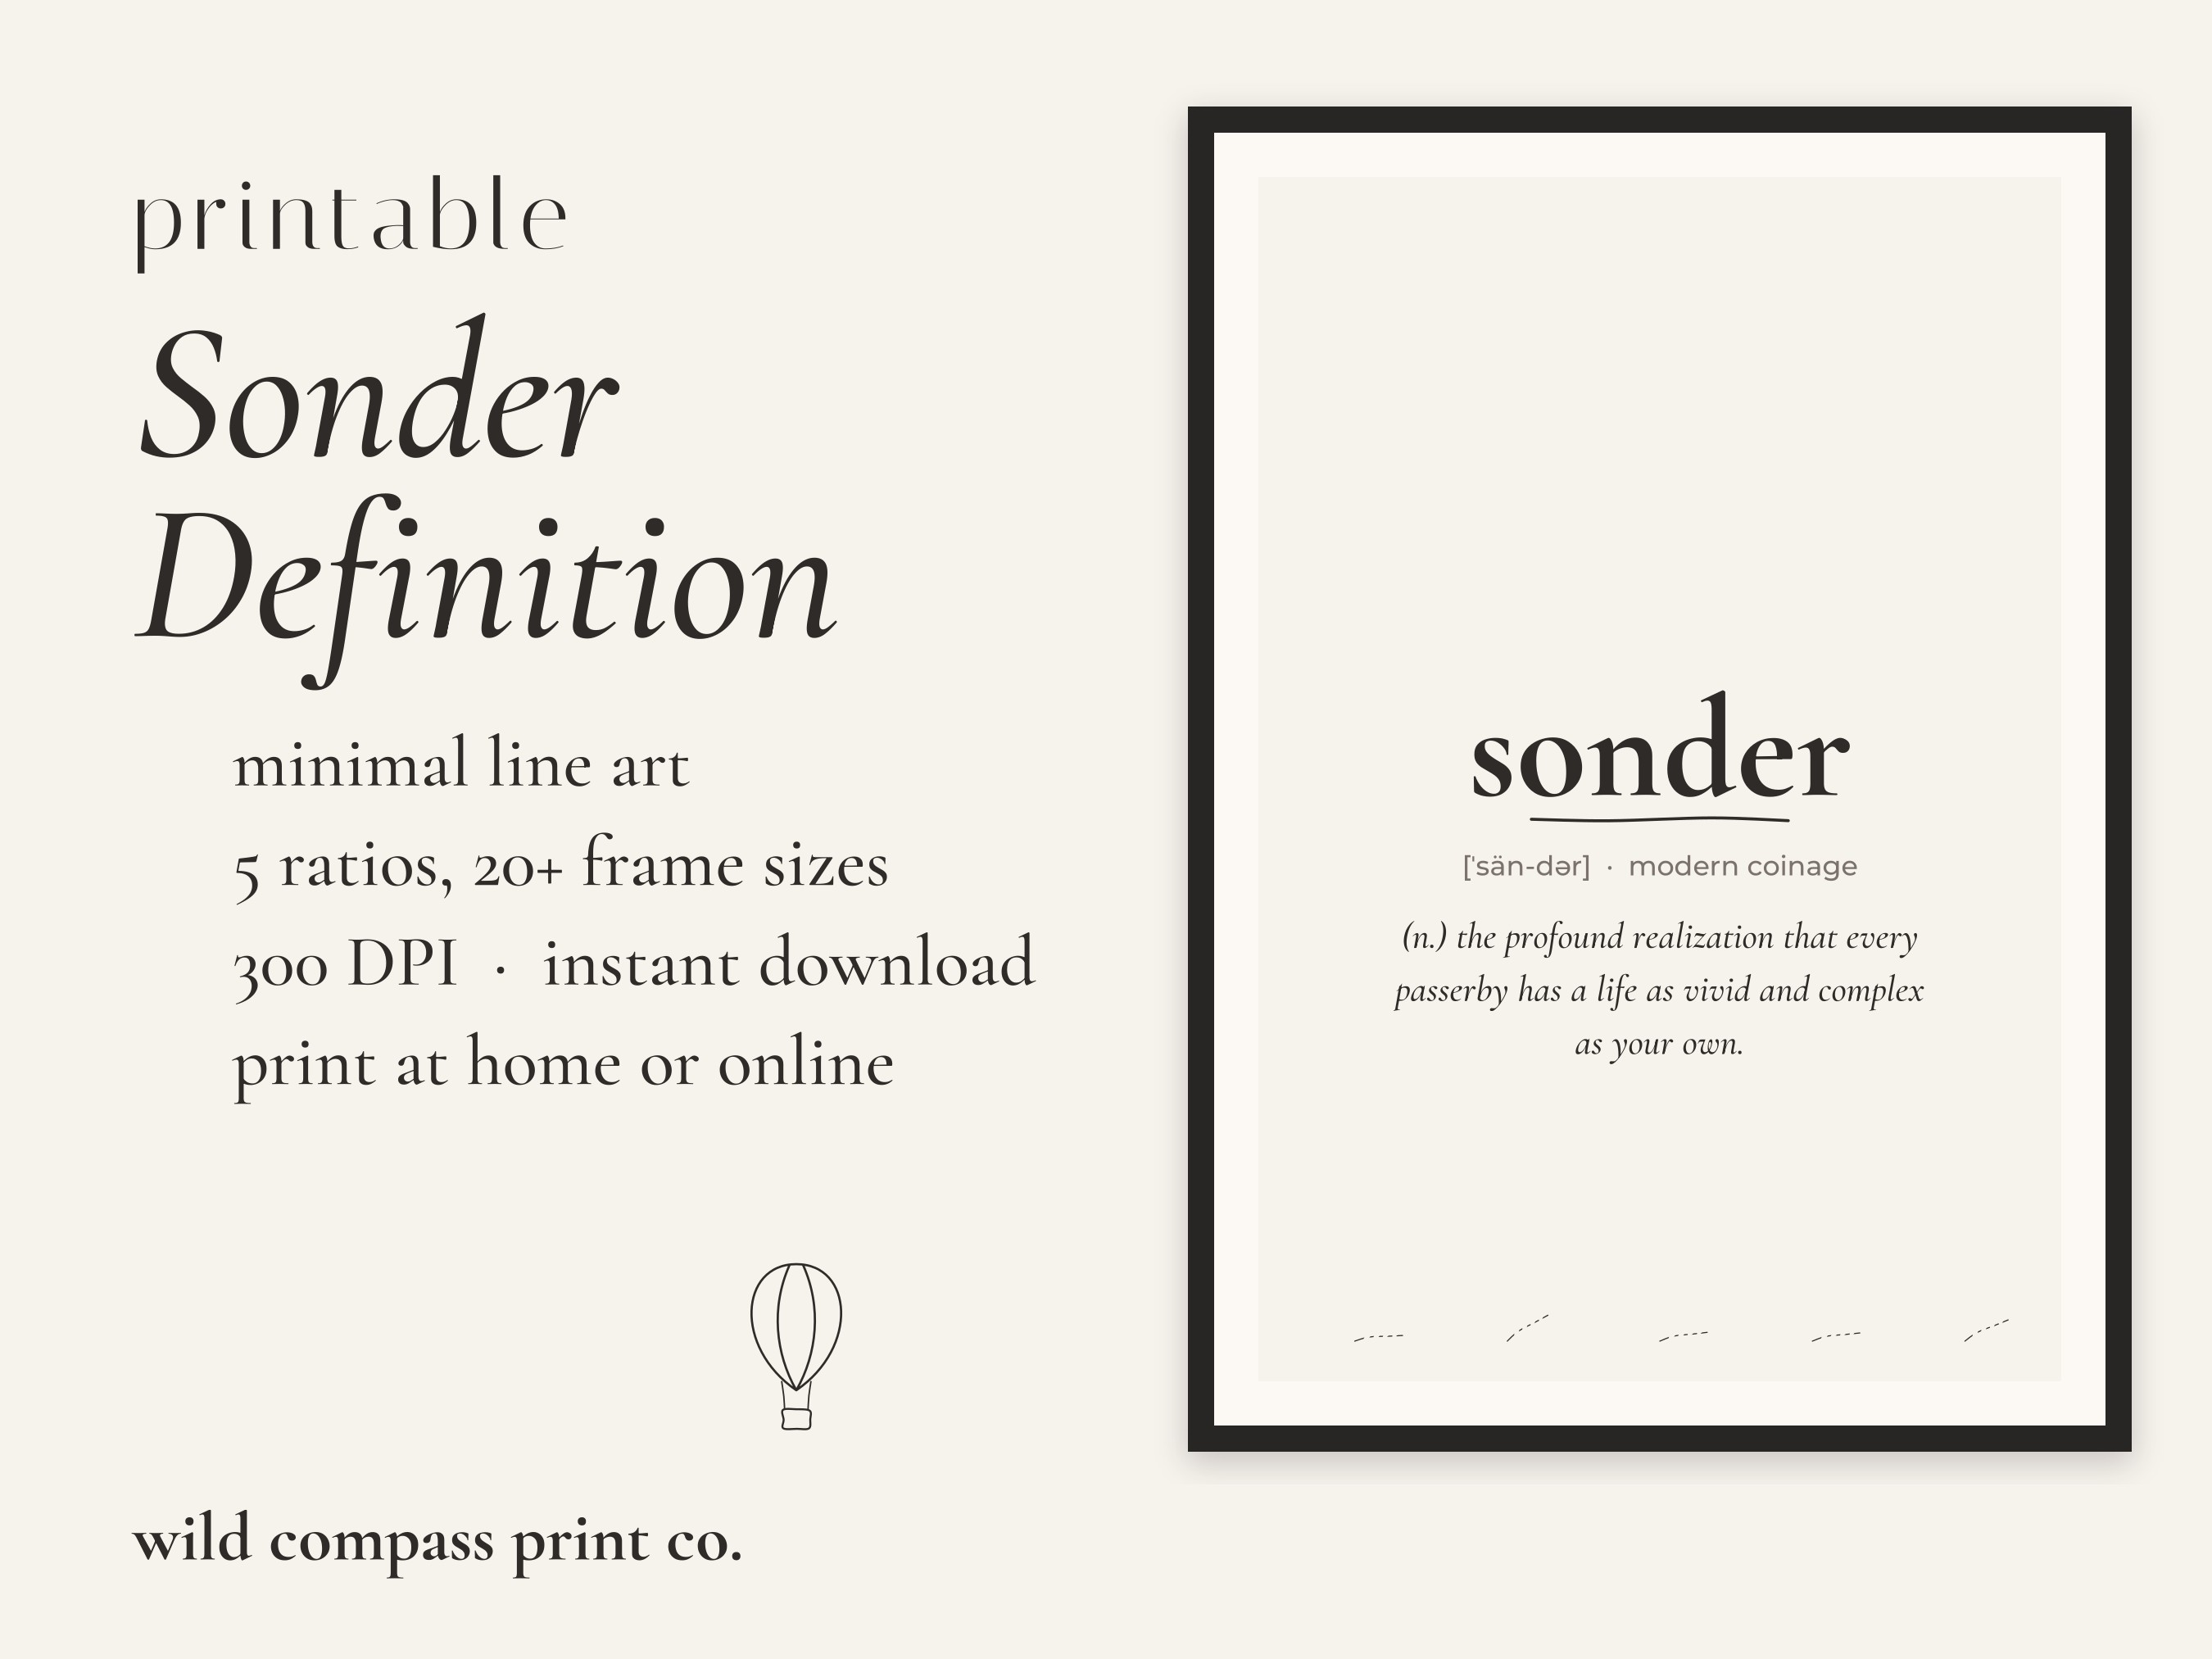 printable
Sonder
Definition
minimal line art
5 ratios, 20+ frame sizes
300 DPI · instant download
print at home or online
wild compass print co.
sonder
[ˈsän-dər] · modern coinage
(n.) the profound realization that every
passerby has a life as vivid and complex
as your own.